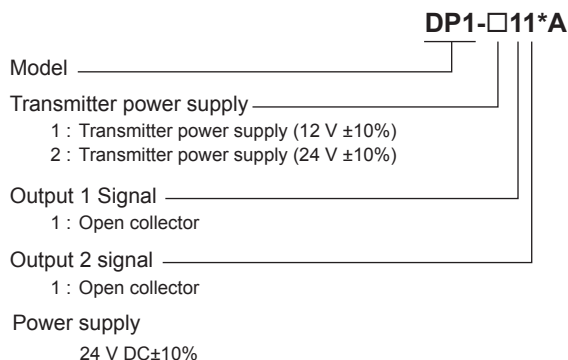 DP1-□11*A
Model
Transmitter power supply
1 : Transmitter power supply (12 V ±10%)
2 : Transmitter power supply (24 V ±10%)
Output 1 Signal
1 : Open collector
Output 2 signal
1 : Open collector
Power supply
24 V DC±10%